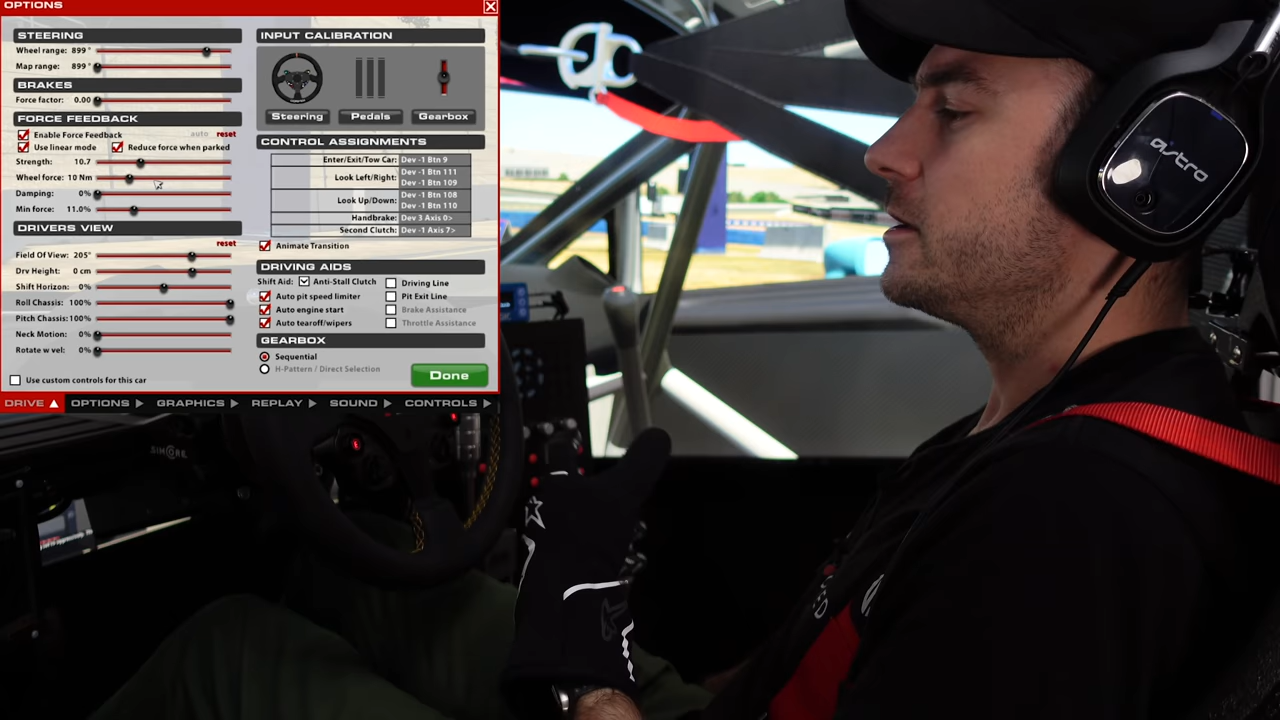 OPTIONS
STEERING
Wheel range: 899°
Map range: 899°
BRAKES
Force factor: 0.00
FORCE FEEDBACK
Enable Force Feedback auto reset
Use linear mode Reduce force when parked
Strength: 10.7
Wheel force: 10 Nm
Damping: 0%
Min force: 11.0%
DRIVERS VIEW
reset
Field Of View: 205°
Drv Height: 0 cm
Shift Horizon: 0%
Roll Chassis: 100%
Pitch Chassis: 100%
Neck Motion: 0%
Rotate w vel: 0%
Use custom controls for this car
INPUT CALIBRATION
Steering Pedals Gearbox
CONTROL ASSIGNMENTS
Enter/Exit/Tow Car: Dev -1 Btn 9
Look Left/Right: Dev -1 Btn 111
Dev -1 Btn 109
Look Up/Down: Dev -1 Btn 108
Dev -1 Btn 110
Handbrake: Dev 3 Axis 0>
Second Clutch: Dev -1 Axis 7>
Animate Transition
DRIVING AIDS
Shift Aid: Anti-Stall Clutch
Auto pit speed limiter
Auto engine start
Auto tearoff/wipers
Driving Line
Pit Exit Line
Brake Assistance
Throttle Assistance
GEARBOX
Sequential
H-Pattern / Direct Selection
Done
DRIVE OPTIONS GRAPHICS REPLAY SOUND CONTROLS
SIMCORE
ASTRO